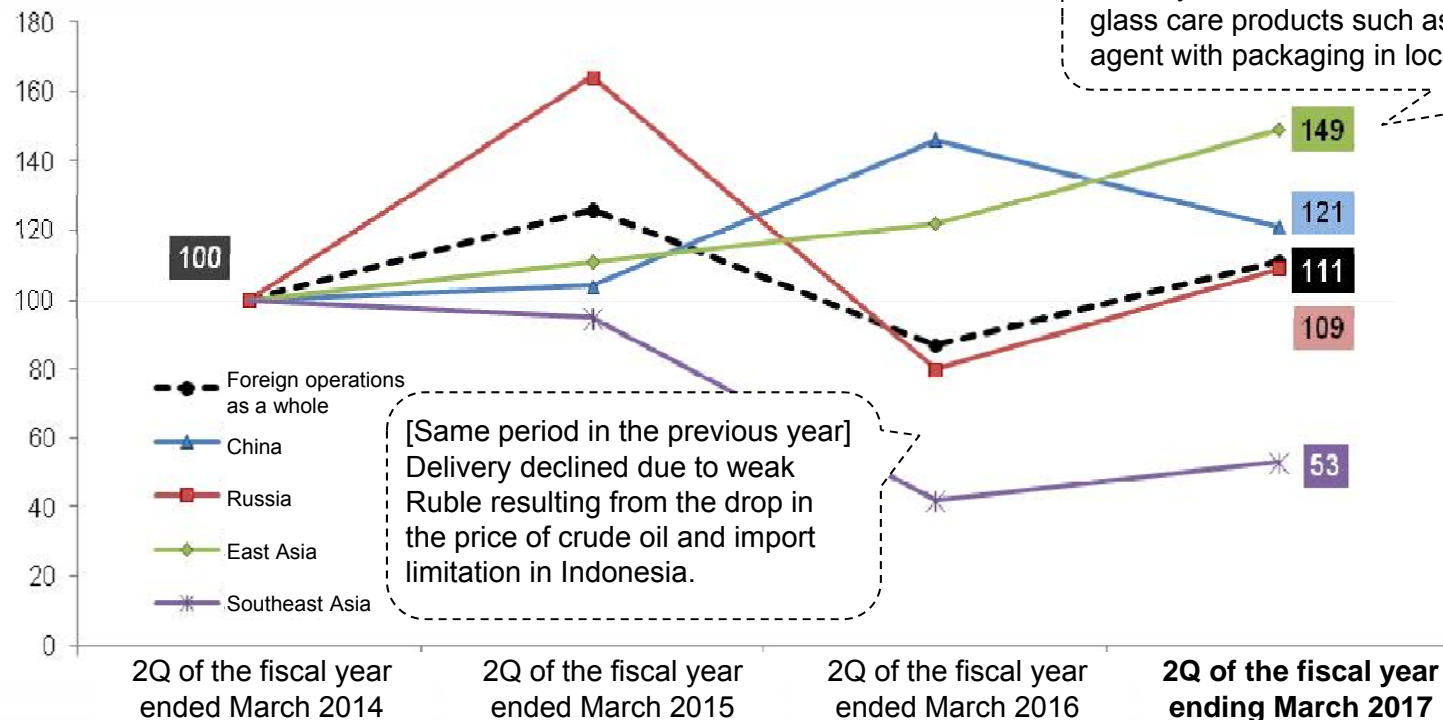 glass care products such as
agent with packaging in loc
180
160
140
120
100
80
60
40
20
0
100
149
121
111
109
53
Foreign operations
as a whole
China
Russia
East Asia
Southeast Asia
[Same period in the previous year]
Delivery declined due to weak
Ruble resulting from the drop in
the price of crude oil and import
limitation in Indonesia.
2Q of the fiscal year
ended March 2014
2Q of the fiscal year
ended March 2015
2Q of the fiscal year
ended March 2016
2Q of the fiscal year
ending March 2017